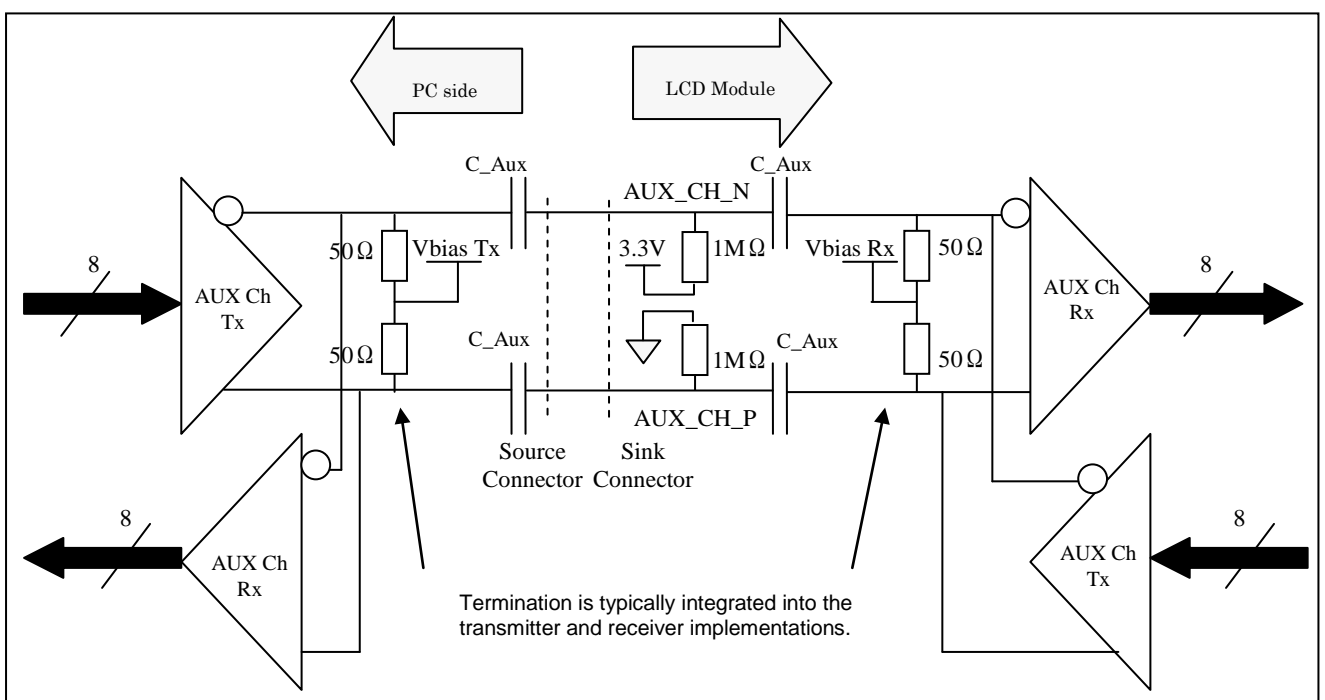 PC side
LCD Module
C_Aux
C_Aux
AUX_CH_N
50Ω
Vbias Tx
3.3V
1MΩ
Vbias Rx
50Ω
8
AUX Ch
Tx
AUX Ch
Rx
8
50Ω
C_Aux
1MΩ
C_Aux
50Ω
AUX_CH_P
Source
Connector
Sink
Connector
8
AUX Ch
Rx
AUX Ch
Tx
8
Termination is typically integrated into the
transmitter and receiver implementations.